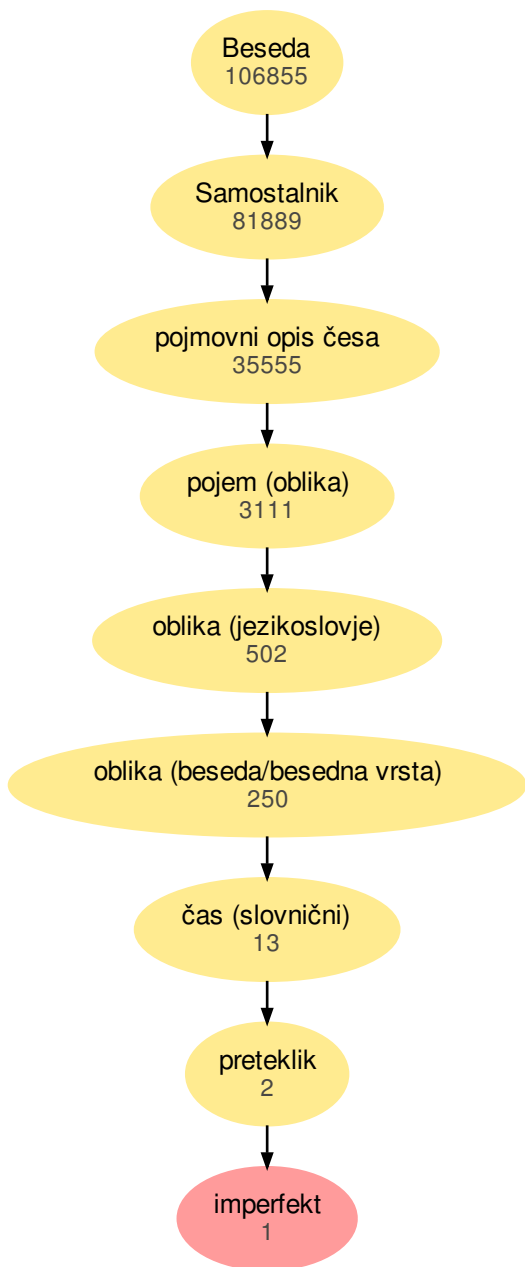 Beseda
106855
Samostalnik
81889
pojmovni opis česa
35555
pojem (oblika)
3111
oblika (jezikoslovje)
502
oblika (beseda/besedna vrsta)
250
čas (slovnični)
13
preteklik
2
imperfekt
1